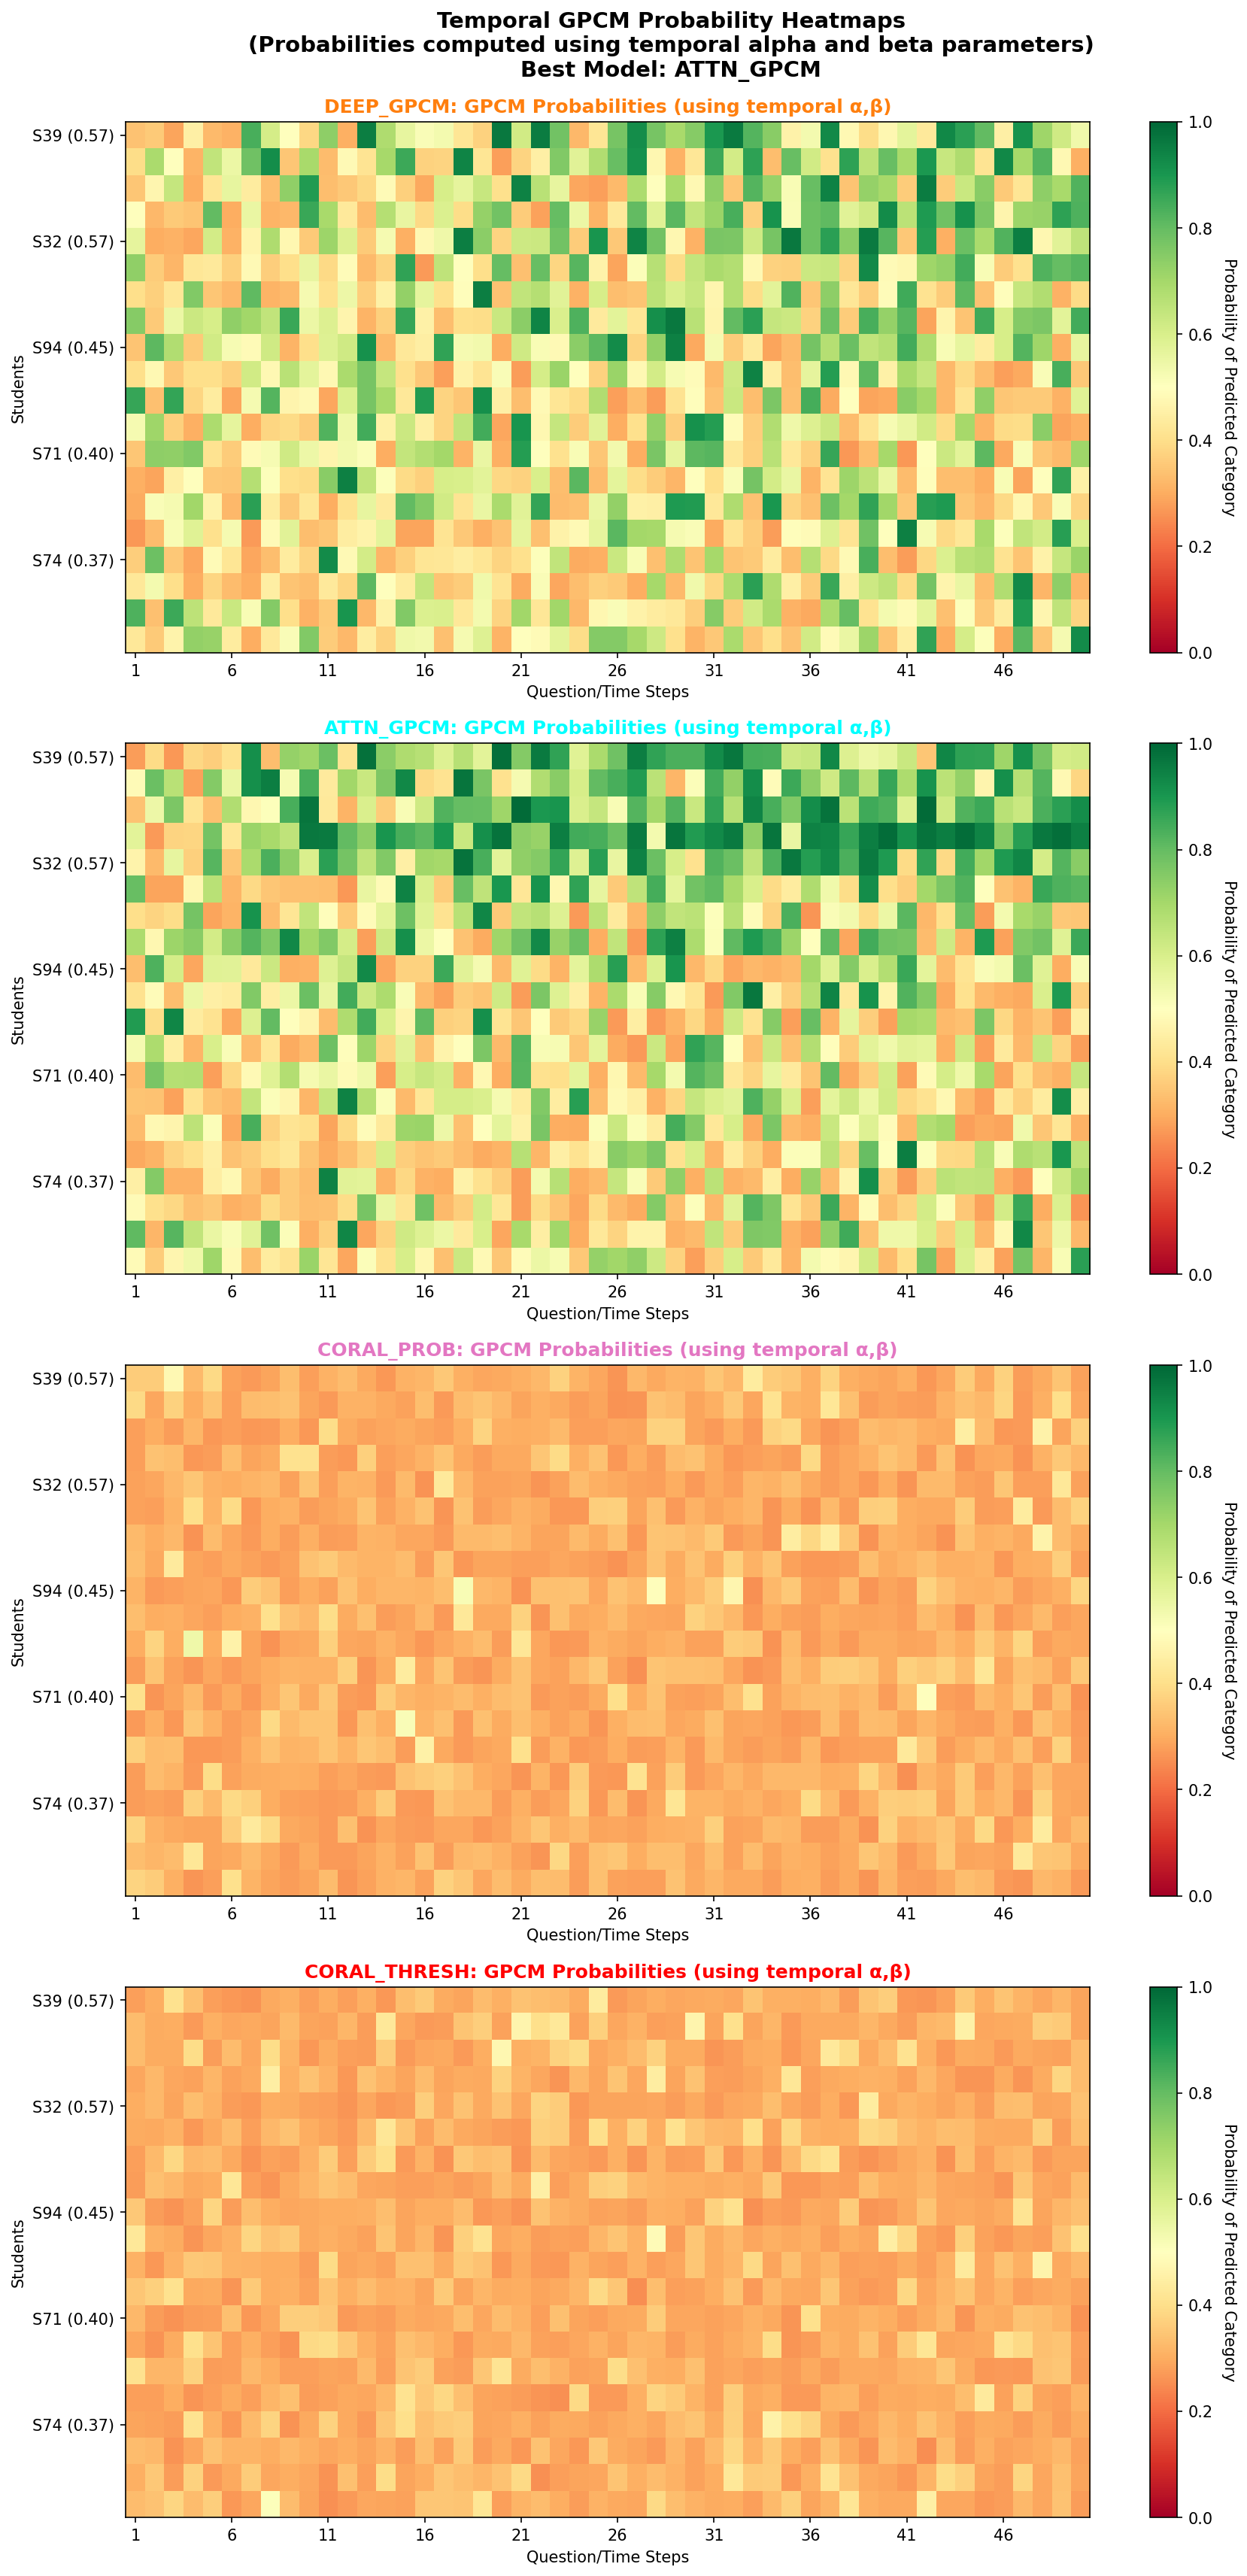 Temporal GPCM Probability Heatmaps
(Probabilities computed using temporal alpha and beta parameters)
Best Model: ATTN_GPCM
DEEP_GPCM: GPCM Probabilities (using temporal α,β)
S39 (0.57)
S32 (0.57)
S94 (0.45)
S71 (0.40)
S74 (0.37)
Students
1 6 11 16 21 26 31 36 41 46
Question/Time Steps
1.0
0.8
0.6
0.4
0.2
0.0
Probability of Predicted Category
ATTN_GPCM: GPCM Probabilities (using temporal α,β)
S39 (0.57)
S32 (0.57)
S94 (0.45)
S71 (0.40)
S74 (0.37)
Students
1 6 11 16 21 26 31 36 41 46
Question/Time Steps
1.0
0.8
0.6
0.4
0.2
0.0
Probability of Predicted Category
CORAL_PROB: GPCM Probabilities (using temporal α,β)
S39 (0.57)
S32 (0.57)
S94 (0.45)
S71 (0.40)
S74 (0.37)
Students
1 6 11 16 21 26 31 36 41 46
Question/Time Steps
1.0
0.8
0.6
0.4
0.2
0.0
Probability of Predicted Category
CORAL_THRESH: GPCM Probabilities (using temporal α,β)
S39 (0.57)
S32 (0.57)
S94 (0.45)
S71 (0.40)
S74 (0.37)
Students
1 6 11 16 21 26 31 36 41 46
Question/Time Steps
1.0
0.8
0.6
0.4
0.2
0.0
Probability of Predicted Category